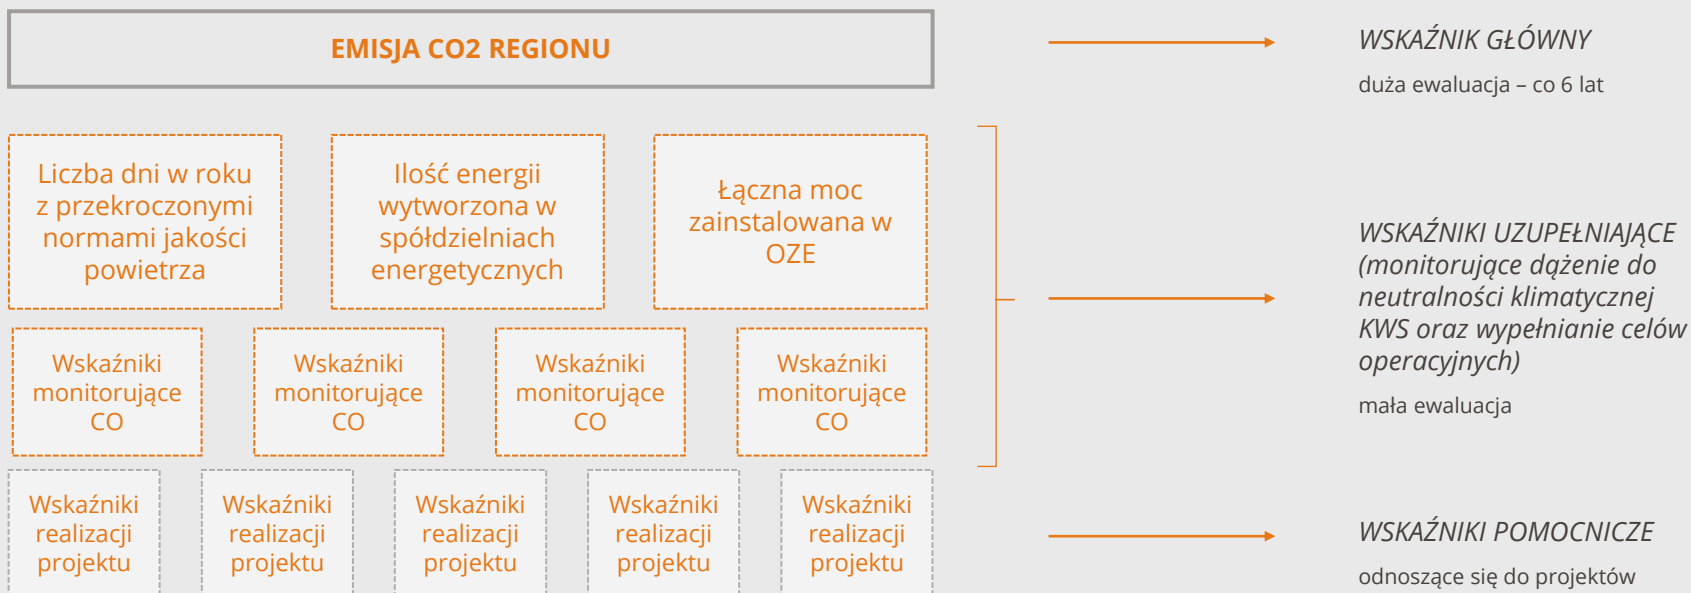 EMISJA CO2 REGIONU
WSKAŹNIK GŁÓWNY
duża ewaluacja – co 6 lat
Liczba dni w roku
z przekroczonymi
normami jakości
powietrza
Ilość energii
wytworzona w
spółdzielniach
energetycznych
Łączna moc
zainstalowana w
OZE
Wskaźniki
monitorujące
CO
Wskaźniki
monitorujące
CO
Wskaźniki
monitorujące
CO
Wskaźniki
monitorujące
CO
WSKAŹNIKI UZUPEŁNIAJĄCE
(monitorujące dążenie do
neutralności klimatycznej
KWS oraz wypełnianie celów
operacyjnych)
mała ewaluacja
Wskaźniki
realizacji
projektu
Wskaźniki
realizacji
projektu
Wskaźniki
realizacji
projektu
Wskaźniki
realizacji
projektu
Wskaźniki
realizacji
projektu
WSKAŹNIKI POMOCNICZE
odnoszące się do projektów